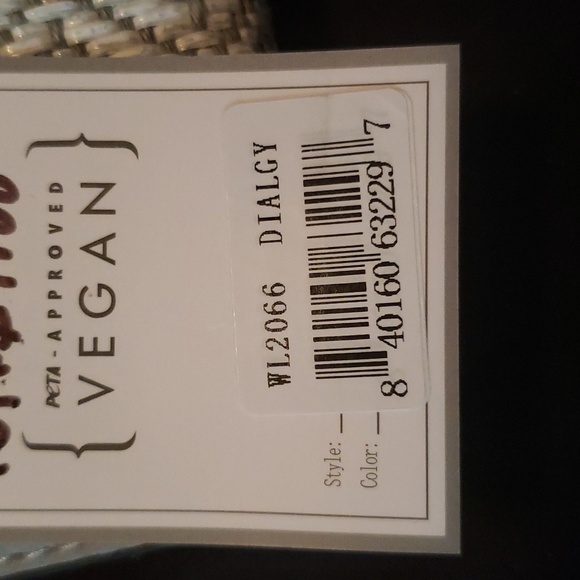 PETA-APPROVED
VEGAN
WL2066 DIALGY
8 40160 63229 7
Style:
Color: